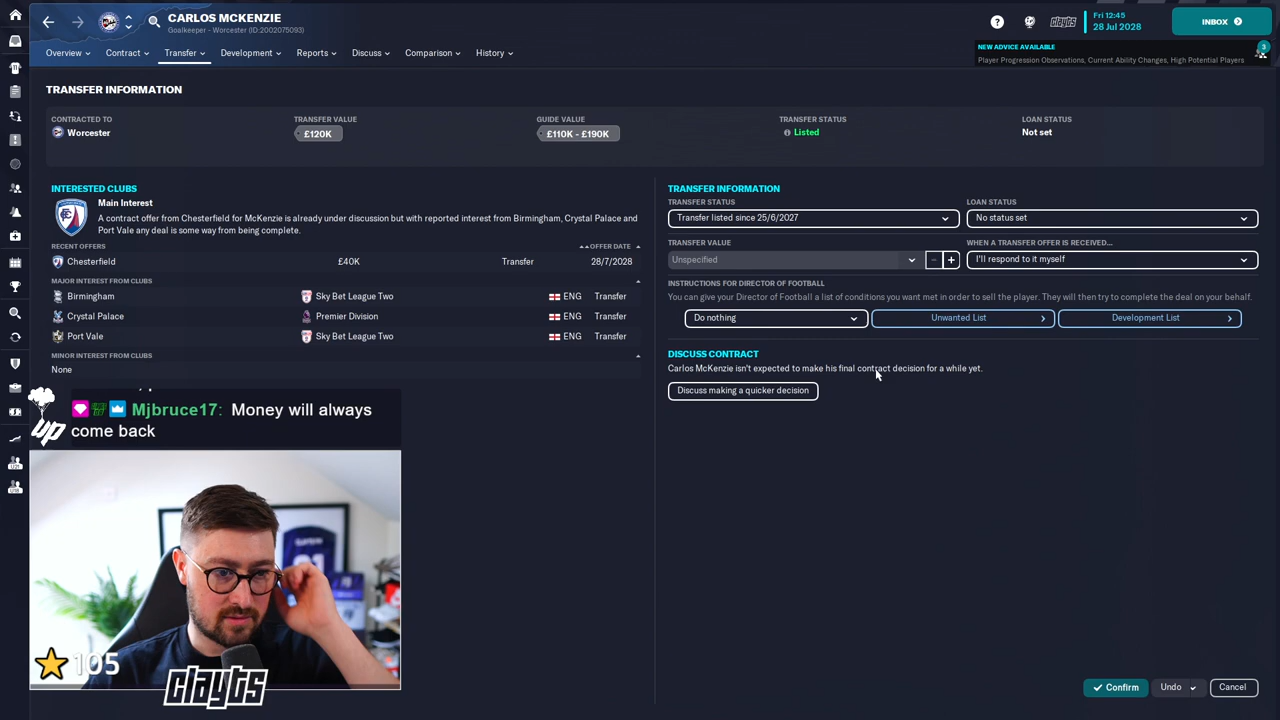 CARLOS MCKENZIE
Goalkeeper - Worcester (ID:2002075093)
Fri 12:45
28 Jul 2028
INBOX
clayts
Overview
Contract
Transfer
Development
Reports
Discuss
Comparison
History
NEW ADVICE AVAILABLE
Player Progression Observations, Current Ability Changes, High Potential Players
3
TRANSFER INFORMATION
CONTRACTED TO
Worcester
TRANSFER VALUE
£120K
GUIDE VALUE
£110K - £190K
TRANSFER STATUS
Listed
LOAN STATUS
Not set
INTERESTED CLUBS
Main Interest
A contract offer from Chesterfield for McKenzie is already under discussion but with reported interest from Birmingham, Crystal Palace and
Port Vale any deal is some way from being complete.
RECENT OFFERS
OFFER DATE
Chesterfield £40K Transfer 28/7/2028
MAJOR INTEREST FROM CLUBS
Birmingham Sky Bet League Two ENG Transfer
Crystal Palace Premier Division ENG Transfer
Port Vale Sky Bet League Two ENG Transfer
MINOR INTEREST FROM CLUBS
None
TRANSFER INFORMATION
TRANSFER STATUS
Transfer listed since 25/6/2027
LOAN STATUS
No status set
TRANSFER VALUE
Unspecified
WHEN A TRANSFER OFFER IS RECEIVED...
I'll respond to it myself
INSTRUCTIONS FOR DIRECTOR OF FOOTBALL
You can give your Director of Football a list of conditions you want met in order to sell the player. They will then try to complete the deal on your behalf.
Do nothing
Unwanted List
Development List
DISCUSS CONTRACT
Carlos McKenzie isn't expected to make his final contract decision for a while yet.
Discuss making a quicker decision
up
Mjbruce17: Money will always
come back
105
clayts
Confirm
Undo
Cancel